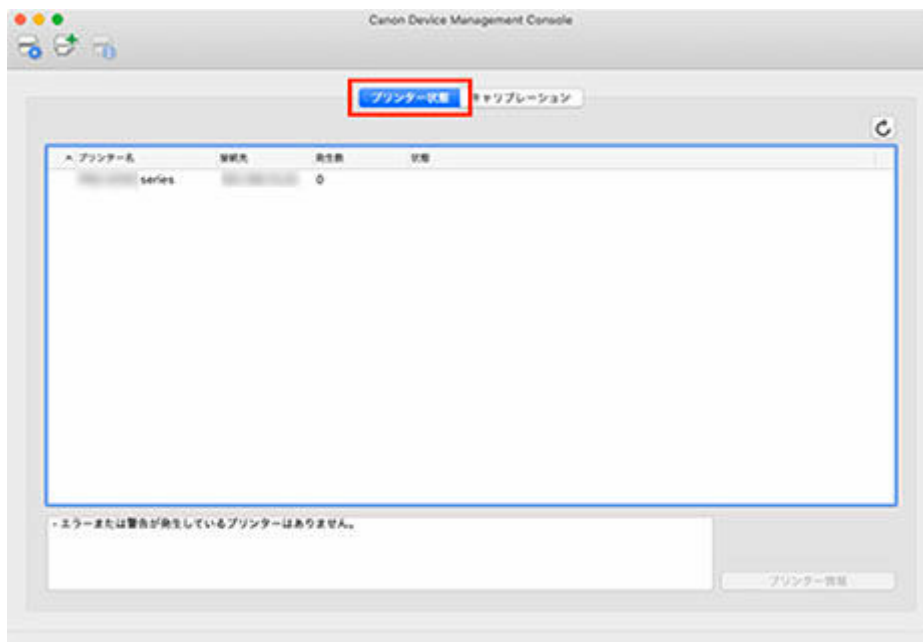 Canon Device Management Console
プリンター状態 キャリブレーション
プリンター名 接続先 発生数 状態
series 0
・エラーまたは警告が発生しているプリンターはありません。
プリンター情報